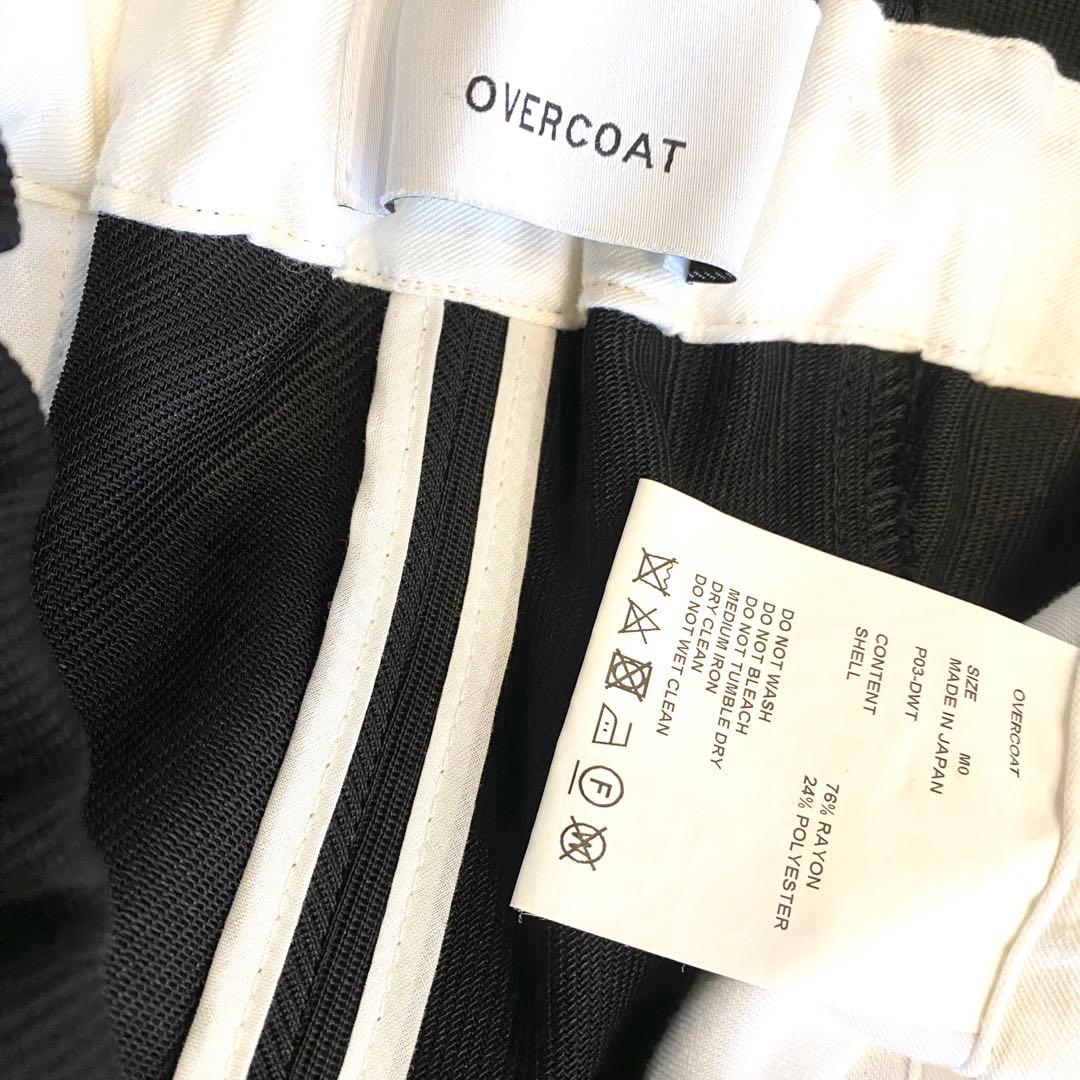 OVERCOAT
OVERCOAT
SIZE M0
MADE IN JAPAN
P03-DWT
CONTENT
SHELL
76% RAYON
24% POLYESTER
DO NOT WASH
DO NOT BLEACH
DO NOT TUMBLE DRY
MEDIUM IRON
DRY CLEAN
DO NOT WET CLEAN
F
W